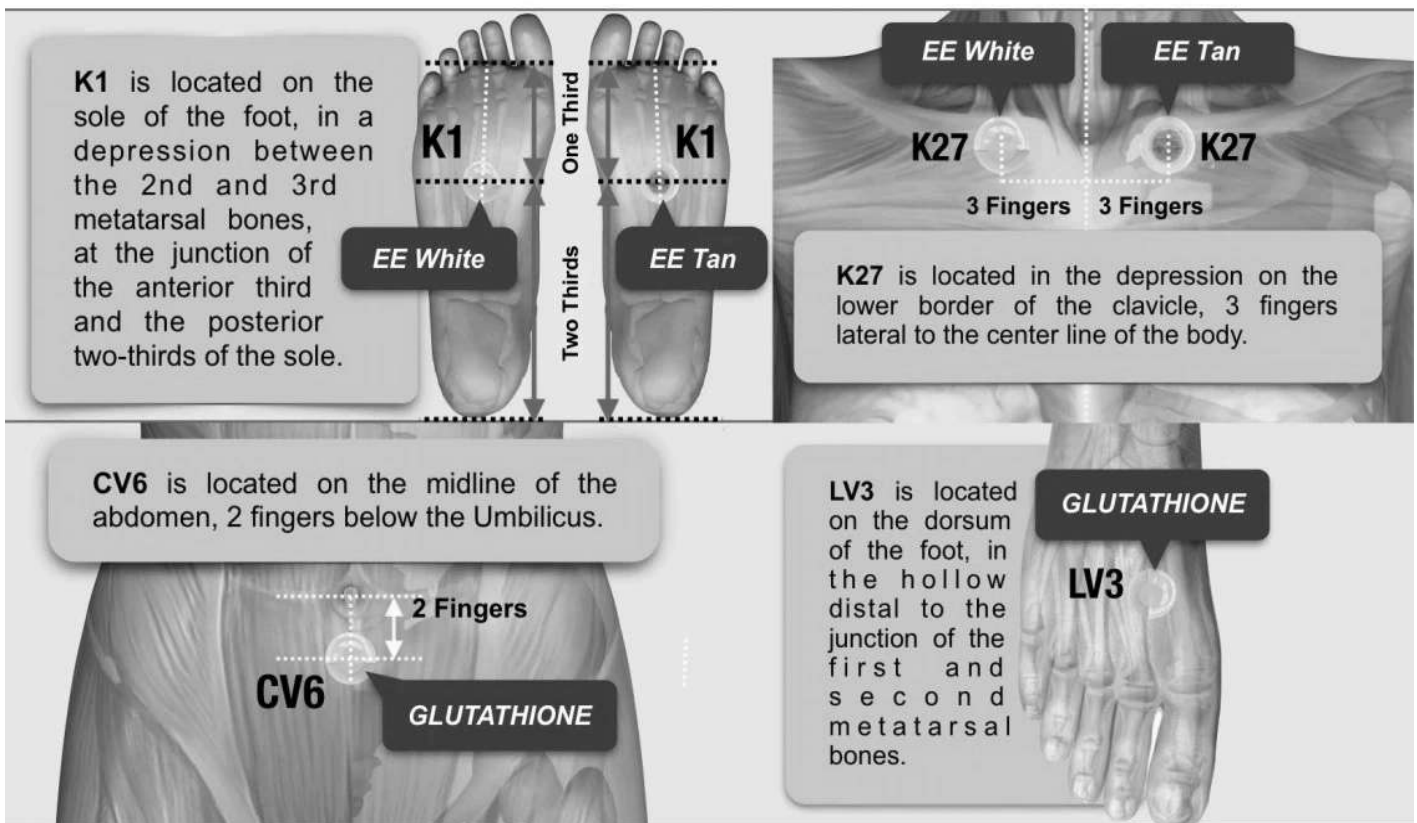 K1 is located on the
sole of the foot, in a
depression between
the 2nd and 3rd
metatarsal bones,
at the junction of
the anterior third
and the posterior
two-thirds of the sole.
K1
K1
One Third
Two Thirds
EE White
EE Tan
EE White
EE Tan
K27
K27
3 Fingers
3 Fingers
K27 is located in the depression on the
lower border of the clavicle, 3 fingers
lateral to the center line of the body.
CV6 is located on the midline of the
abdomen, 2 fingers below the Umbilicus.
2 Fingers
CV6
GLUTATHIONE
LV3 is located
on the dorsum
of the foot, in
the hollow
distal to the
junction of the
first and
second
metatarsal
bones.
GLUTATHIONE
LV3